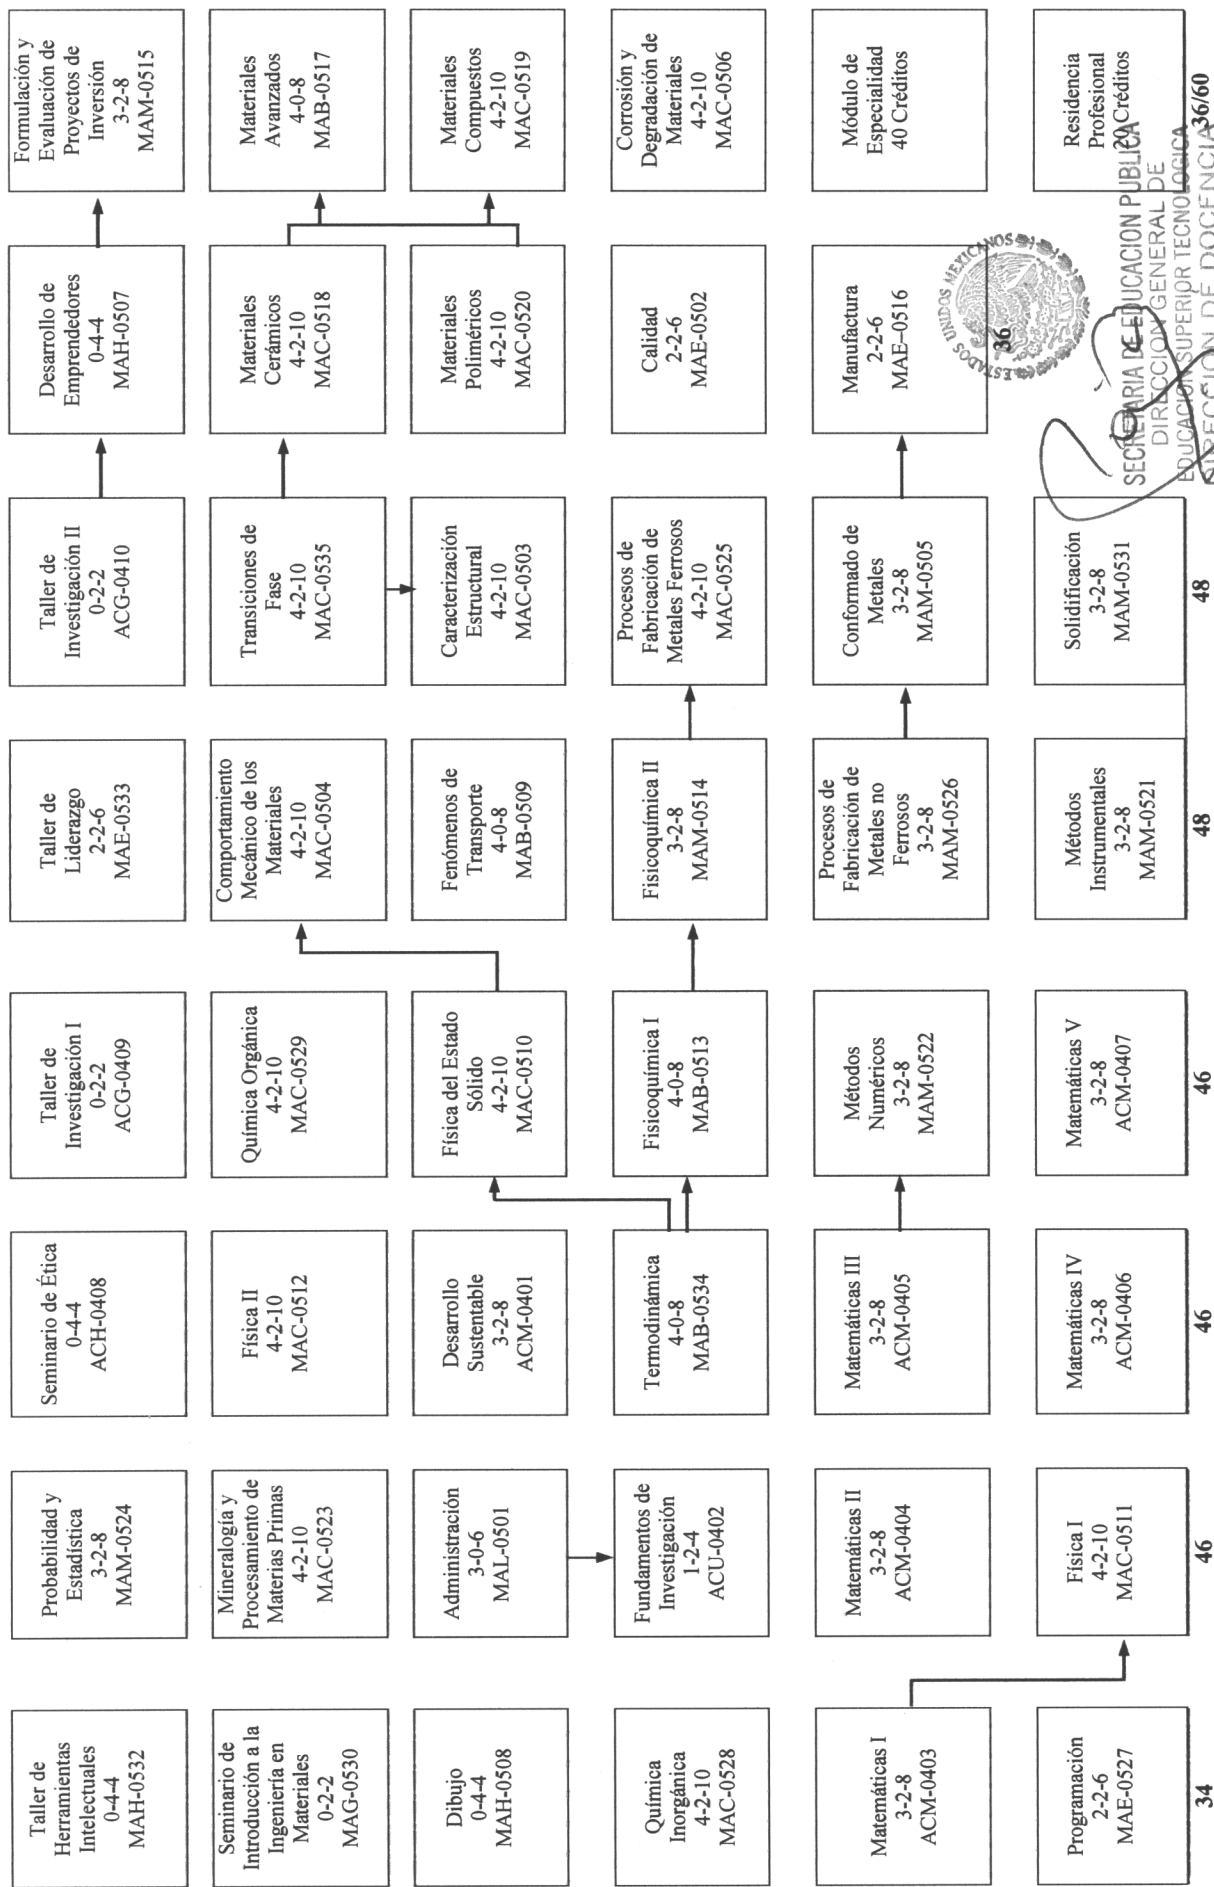 Formulación y
Evaluación de
Proyectos de
Inversión
3-2-8
MAM-0515
Materiales
Avanzados
4-0-8
MAB-0517
Materiales
Compuestos
4-2-10
MAC-0519
Corrosión y
Degradación de
Materiales
4-2-10
MAC-0506
Módulo de
Especialidad
40 Créditos
Residencia
Profesional
20 Créditos
36/60
Desarrollo de
Emprendedores
0-4-4
MAH-0507
Materiales
Cerámicos
4-2-10
MAC-0518
Materiales
Poliméricos
4-2-10
MAC-0520
Calidad
2-2-6
MAE-0502
Manufactura
2-2-6
MAE–0516
36
ESTADOS UNIDOS MEXICANOS
SECRETARIA DE EDUCACION PUBLICA
DIRECCION GENERAL DE
EDUCACION SUPERIOR TECNOLOGICA
DIRECCION DE DOCENCIA
Taller de
Investigación II
0-2-2
ACG-0410
Transiciones de
Fase
4-2-10
MAC-0535
Caracterización
Estructural
4-2-10
MAC-0503
Procesos de
Fabricación de
Metales Ferrosos
4-2-10
MAC-0525
Conformado de
Metales
3-2-8
MAM-0505
Solidificación
3-2-8
MAM-0531
48
Taller de
Liderazgo
2-2-6
MAE-0533
Comportamiento
Mecánico de los
Materiales
4-2-10
MAC-0504
Fenómenos de
Transporte
4-0-8
MAB-0509
Fisicoquímica II
3-2-8
MAM-0514
Procesos de
Fabricación de
Metales no
Ferrosos
3-2-8
MAM-0526
Métodos
Instrumentales
3-2-8
MAM-0521
48
Taller de
Investigación I
0-2-2
ACG-0409
Química Orgánica
4-2-10
MAC-0529
Física del Estado
Sólido
4-2-10
MAC-0510
Fisicoquímica I
4-0-8
MAB-0513
Métodos
Numéricos
3-2-8
MAM-0522
Matemáticas V
3-2-8
ACM-0407
46
Seminario de Ética
0-4-4
ACH-0408
Física II
4-2-10
MAC-0512
Desarrollo
Sustentable
3-2-8
ACM-0401
Termodinámica
4-0-8
MAB-0534
Matemáticas III
3-2-8
ACM-0405
Matemáticas IV
3-2-8
ACM-0406
46
Probabilidad y
Estadística
3-2-8
MAM-0524
Mineralogía y
Procesamiento de
Materias Primas
4-2-10
MAC-0523
Administración
3-0-6
MAL-0501
Fundamentos de
Investigación
1-2-4
ACU-0402
Matemáticas II
3-2-8
ACM-0404
Física I
4-2-10
MAC-0511
46
Taller de
Herramientas
Intelectuales
0-4-4
MAH-0532
Seminario de
Introducción a la
Ingeniería en
Materiales
0-2-2
MAG-0530
Dibujo
0-4-4
MAH-0508
Química
Inorgánica
4-2-10
MAC-0528
Matemáticas I
3-2-8
ACM-0403
Programación
2-2-6
MAE-0527
34